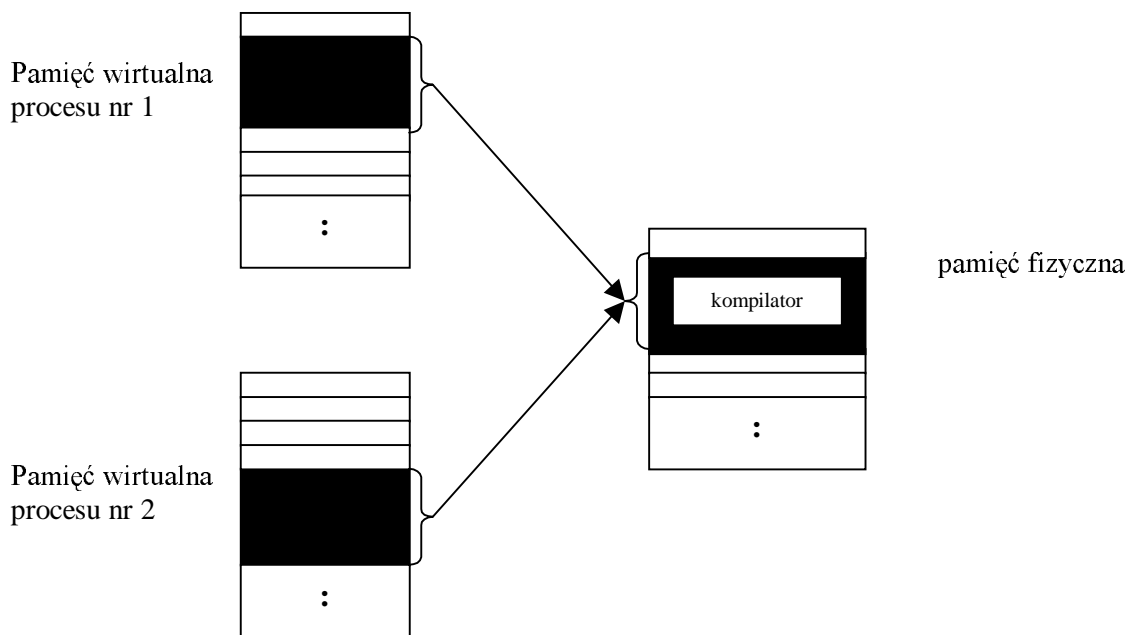 Pamięć wirtualna
procesu nr 1
:
pamięć fizyczna
kompilator
:
Pamięć wirtualna
procesu nr 2
: